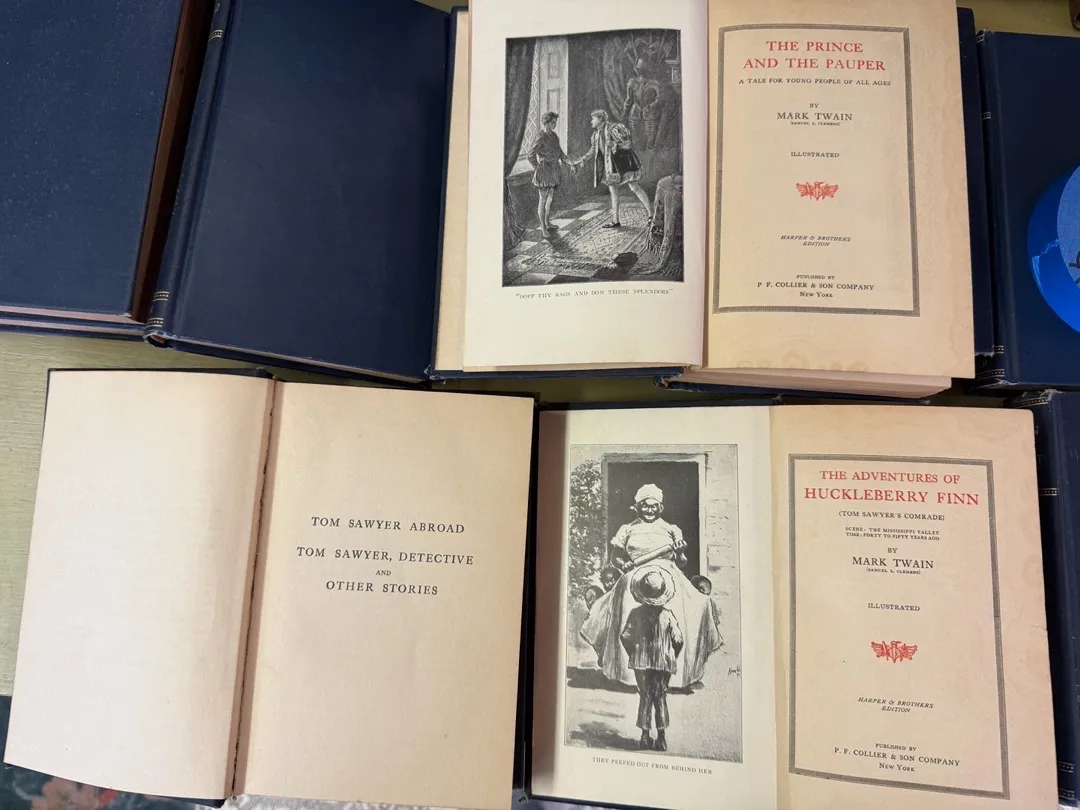 "DOFF THY RAGS AND DON THESE SPLENDORS"
THE PRINCE
AND THE PAUPER
A TALE FOR YOUNG PEOPLE OF ALL AGES
BY
MARK TWAIN
(SAMUEL L. CLEMENS)
ILLUSTRATED
HARPER & BROTHERS
EDITION
PUBLISHED BY
P. F. COLLIER & SON COMPANY
NEW YORK
TOM SAWYER ABROAD
TOM SAWYER, DETECTIVE
AND
OTHER STORIES
THEY PEEPED OUT FROM BEHIND HER
THE ADVENTURES OF
HUCKLEBERRY FINN
(TOM SAWYER'S COMRADE)
SCENE: THE MISSISSIPPI VALLEY
TIME: FORTY TO FIFTY YEARS AGO
BY
MARK TWAIN
(SAMUEL L. CLEMENS)
ILLUSTRATED
HARPER & BROTHERS
EDITION
PUBLISHED BY
P. F. COLLIER & SON COMPANY
NEW YORK